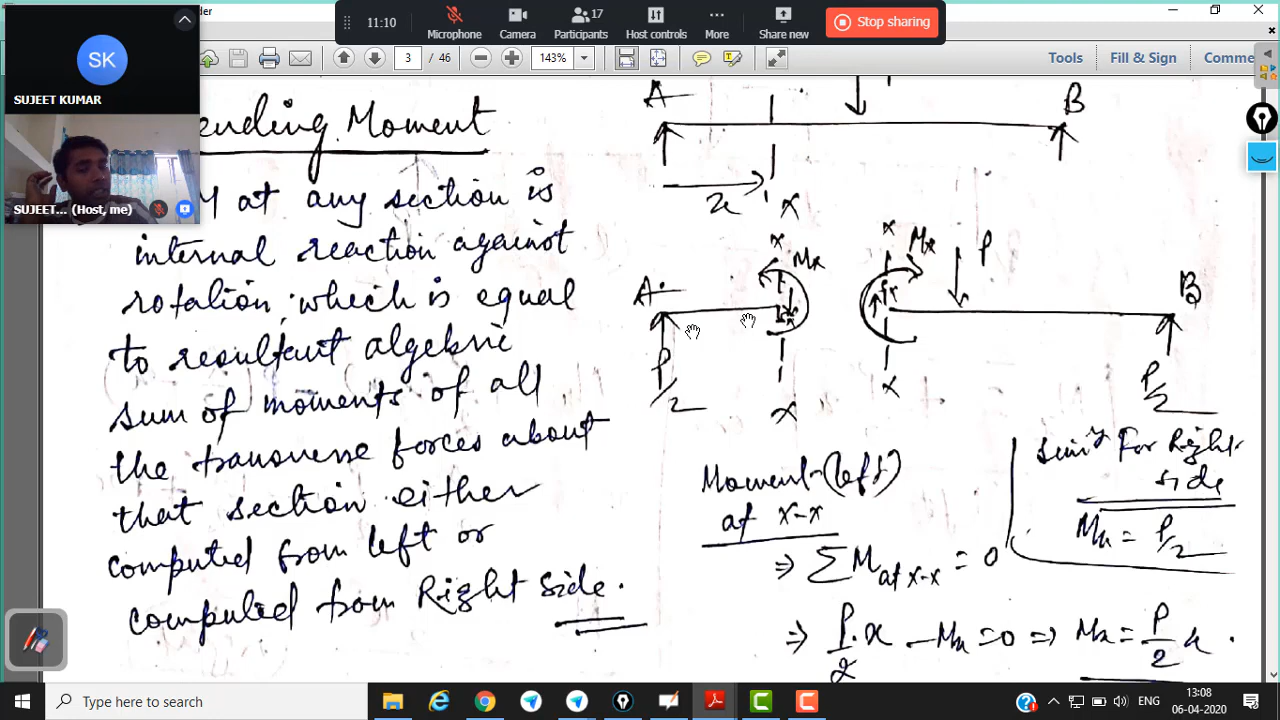 der
11:10
17
Microphone
Camera
Participants
Host controls
More
Share new
Stop sharing
3 / 46
143%
Tools
Fill & Sign
Comme
SK
SUJEET KUMAR
SUJEET... (Host, me)
ending Moment
M at any section is
internal reaction against
rotation, which is equal
to resultant algebric
sum of moments of all
the transverse forces about
that section either
computed from left or
computed from Right side.
A
B
x
x
A
x
Mx
x
Mx
P
B
P/2
x
x
P/2
Moment (left)
at x-x
⇒ ΣM at x-x = 0
⇒ P/2 . x - Mx = 0 ⇒ Mx = P/2 x .
For Right
side
Mx = P/2
Type here to search
13:08
06-04-2020